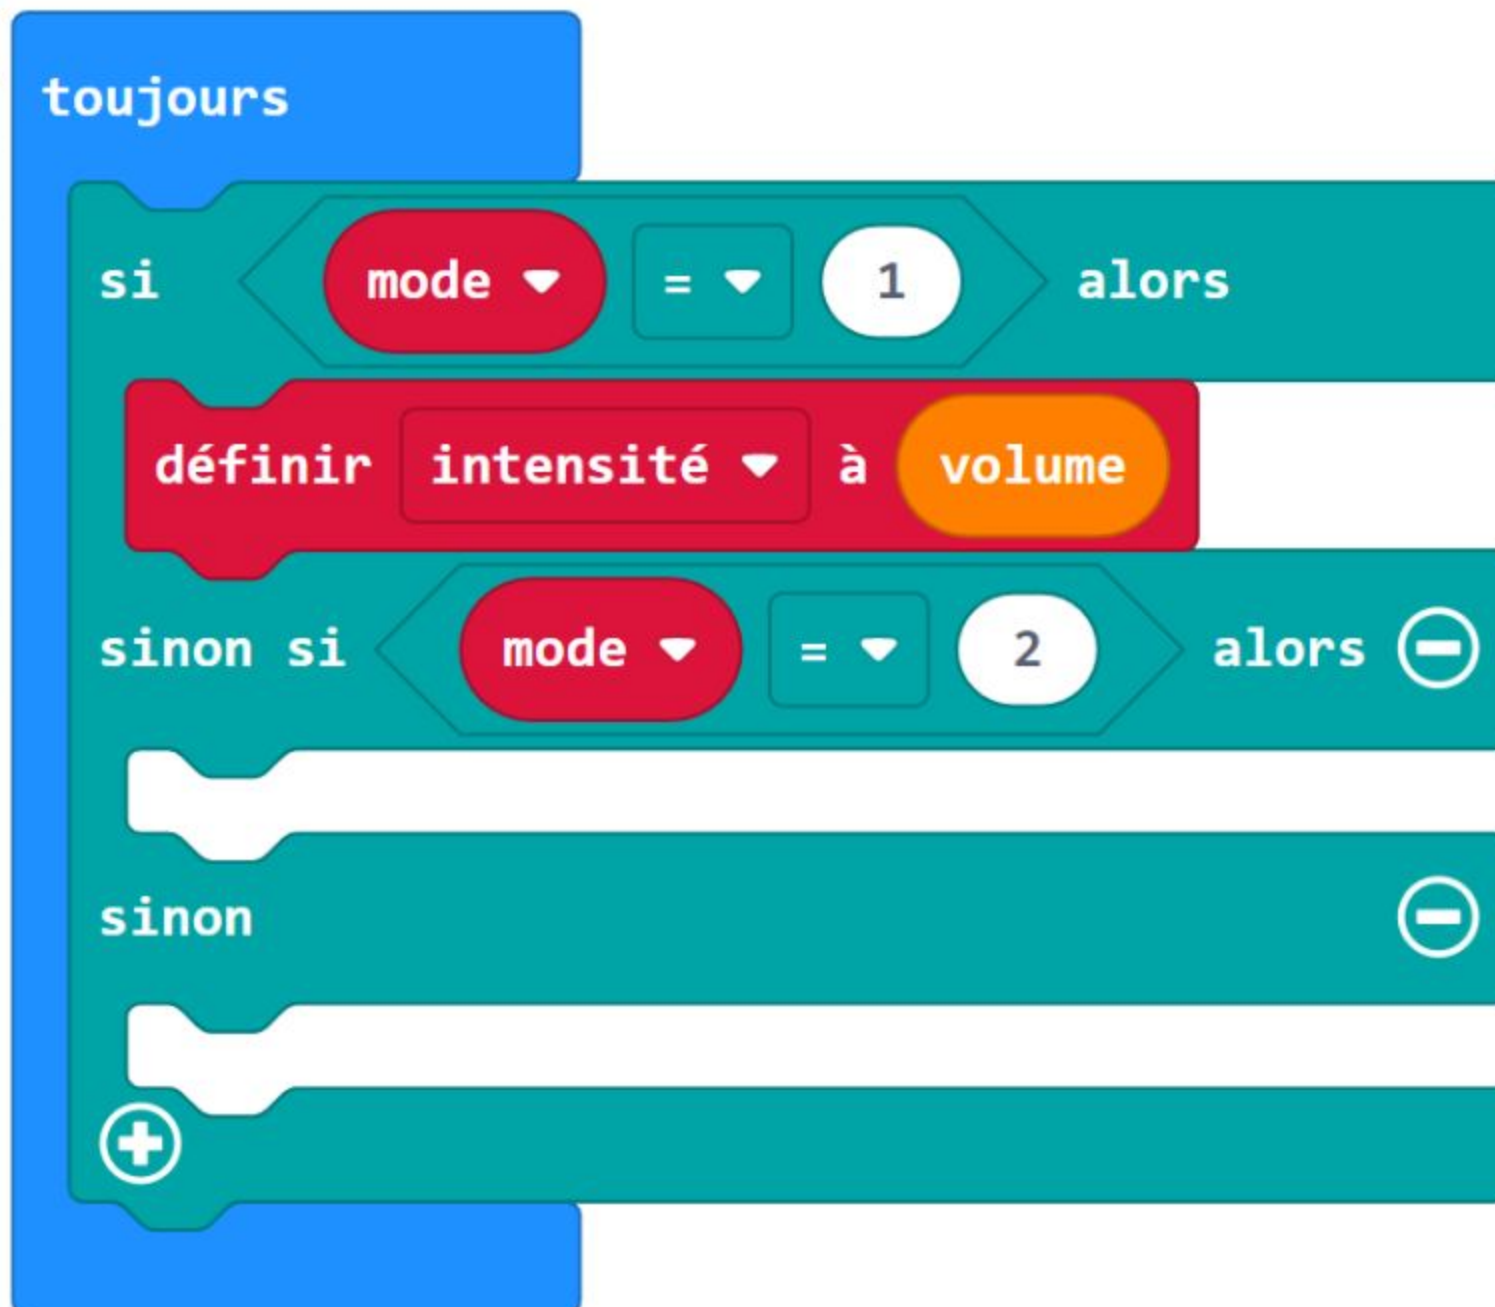 toujours
si mode = 1 alors
définir intensité à volume
sinon si mode = 2 alors
sinon